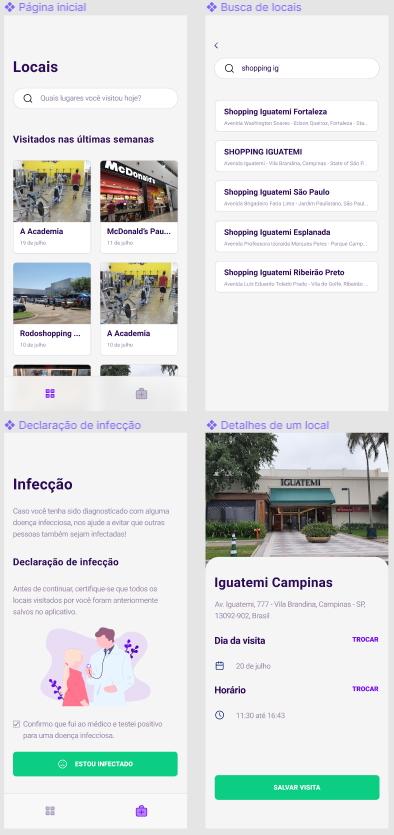 Página inicial
Locais
Quais lugares você visitou hoje?
Visitados nas últimas semanas
McDonald's
A Academia
19 de julho
McDonald's Pau...
11 de julho
Rodoshopping ...
10 de julho
A Academia
10 de julho
Busca de locais
shopping ig
Shopping Iguatemi Fortaleza
Avenida Washington Soares - Edson Queiroz, Fortaleza - Sta...
SHOPPING IGUATEMI
Avenida Iguatemi - Vila Brandina, Campinas - State of São P...
Shopping Iguatemi São Paulo
Avenida Brigadeiro Faria Lima - Jardim Paulistano, São Paul...
Shopping Iguatemi Esplanada
Avenida Professora Izoraida Marques Peres - Parque Camp...
Shopping Iguatemi Ribeirão Preto
Avenida Luiz Eduardo Toledo Prado - Vila do Golfe, Ribeirão ...
Declaração de infecção
Infecção
Caso você tenha sido diagnosticado com alguma
doença infecciosa, nos ajude a evitar que outras
pessoas também sejam infectadas!
Declaração de infecção
Antes de continuar, certifique-se que todos os
locais visitados por você foram anteriormente
salvos no aplicativo.
Confirmo que fui ao médico e testei positivo
para uma doença infecciosa.
ESTOU INFECTADO
Detalhes de um local
IGUATEMI
Iguatemi Campinas
Av. Iguatemi, 777 - Vila Brandina, Campinas - SP,
13092-902, Brasil
Dia da visita
TROCAR
20 de julho
Horário
TROCAR
11:30 até 16:43
SALVAR VISITA